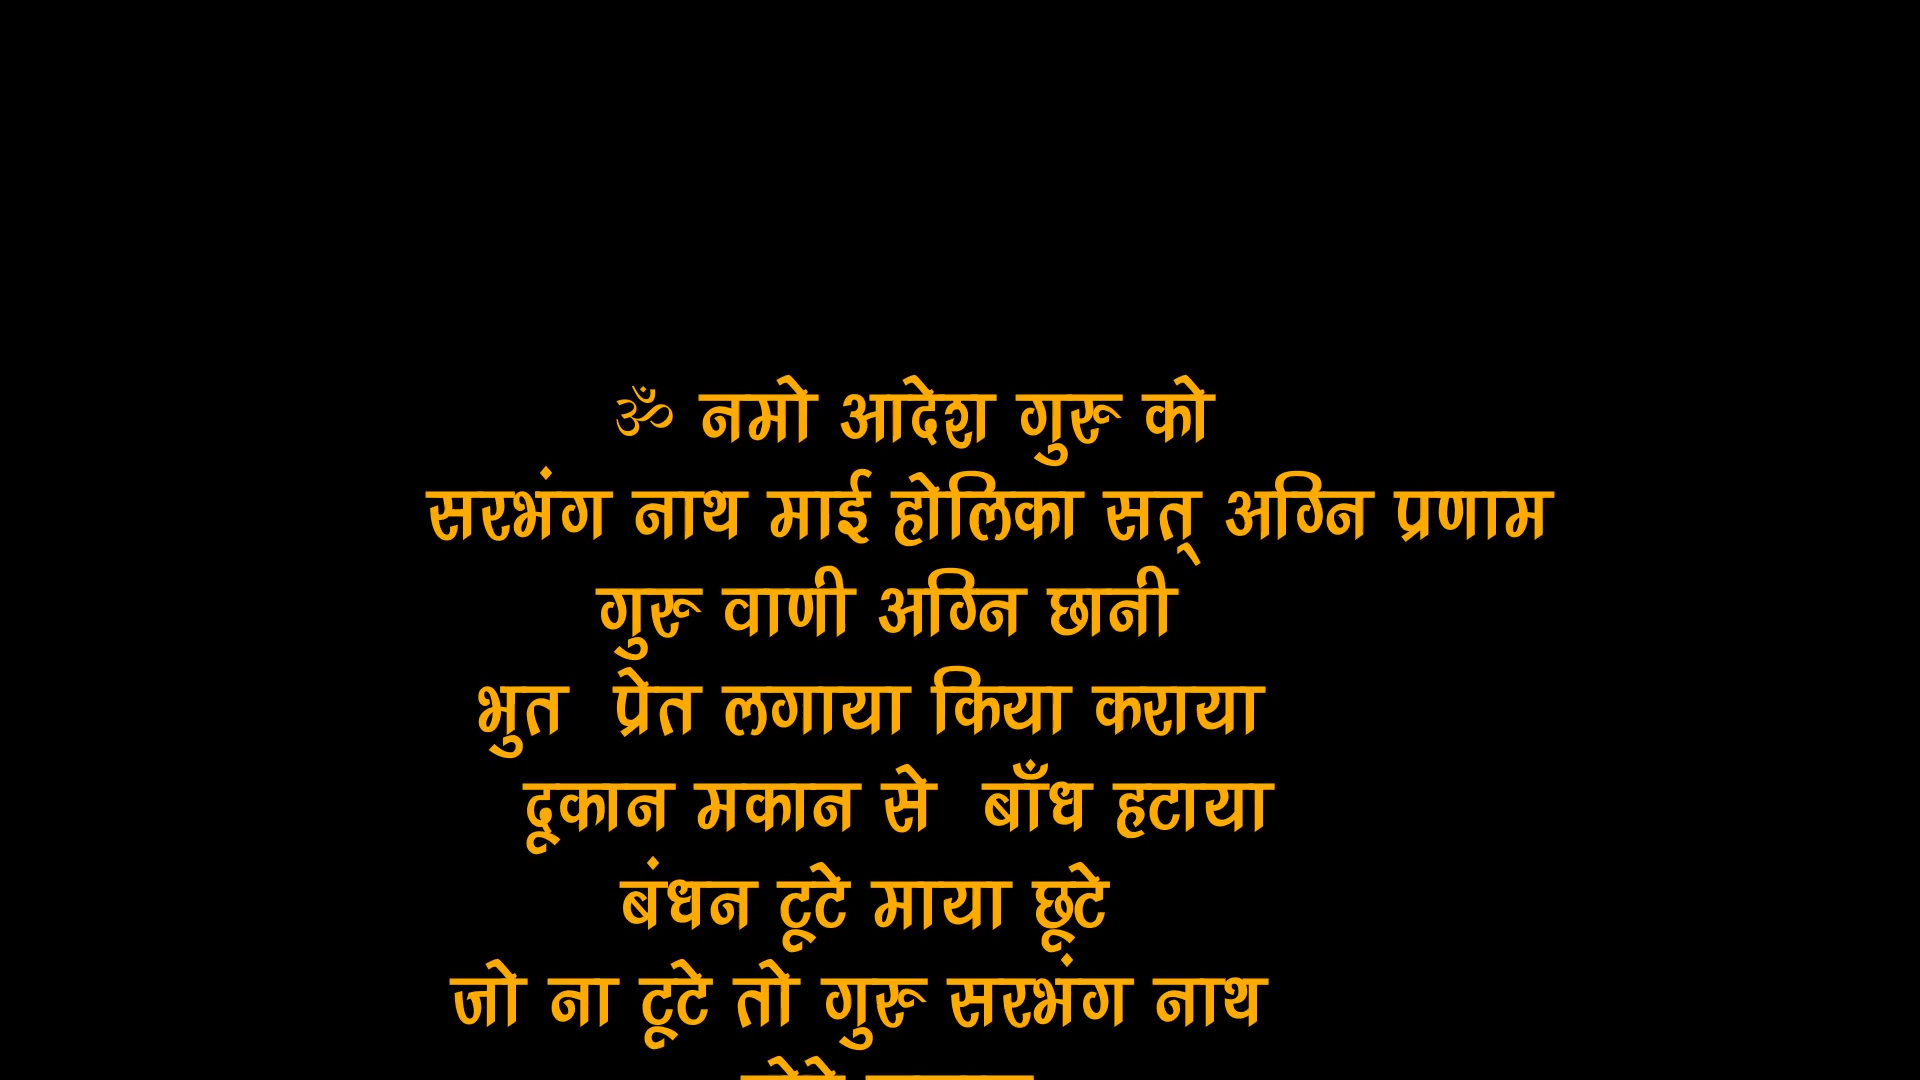 ॐ नमो आदेश गुरू को
सरभंग नाथ माई होलिका सत् अग्नि प्रणाम
गुरू वाणी अग्नि छानी
भुत प्रेत लगाया किया कराया
दूकान मकान से बाँध हटाया
बंधन टूटे माया छूटे
जो ना टूटे तो गुरू सरभंग नाथ